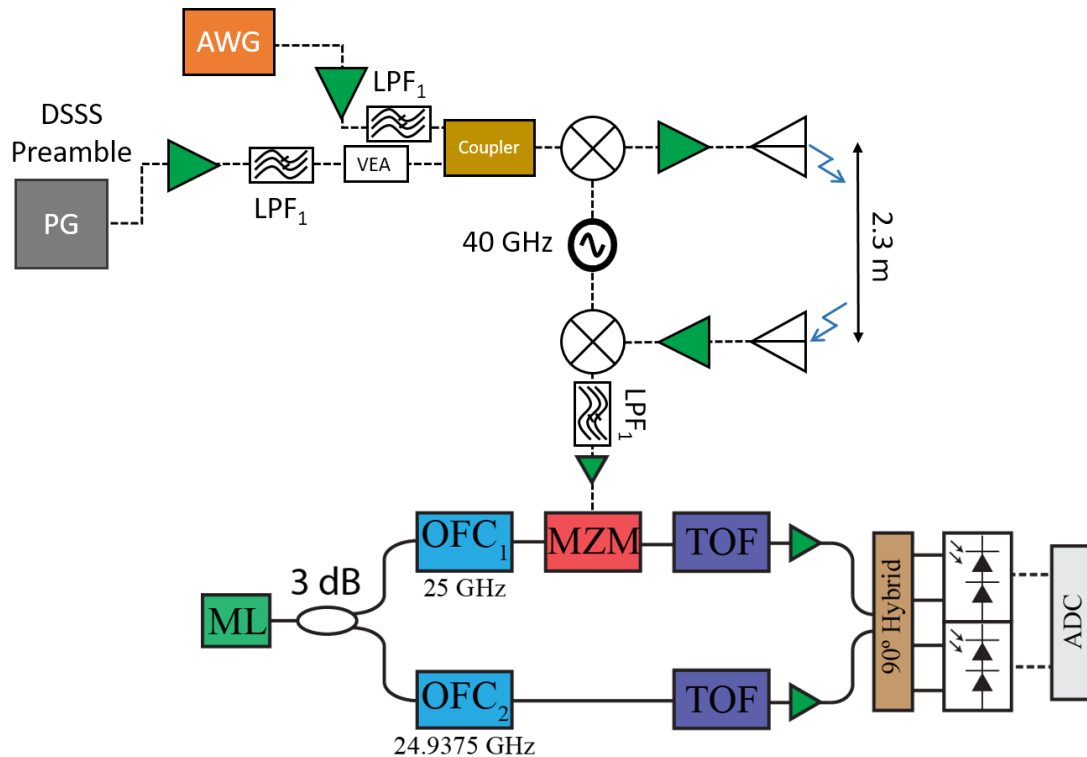 AWG
LPF1
DSSS
Preamble
VEA
Coupler
PG
LPF1
40 GHz
2.3 m
LPF1
OFC1
MZM
TOF
25 GHz
3 dB
ML
90º Hybrid
ADC
OFC2
TOF
24.9375 GHz